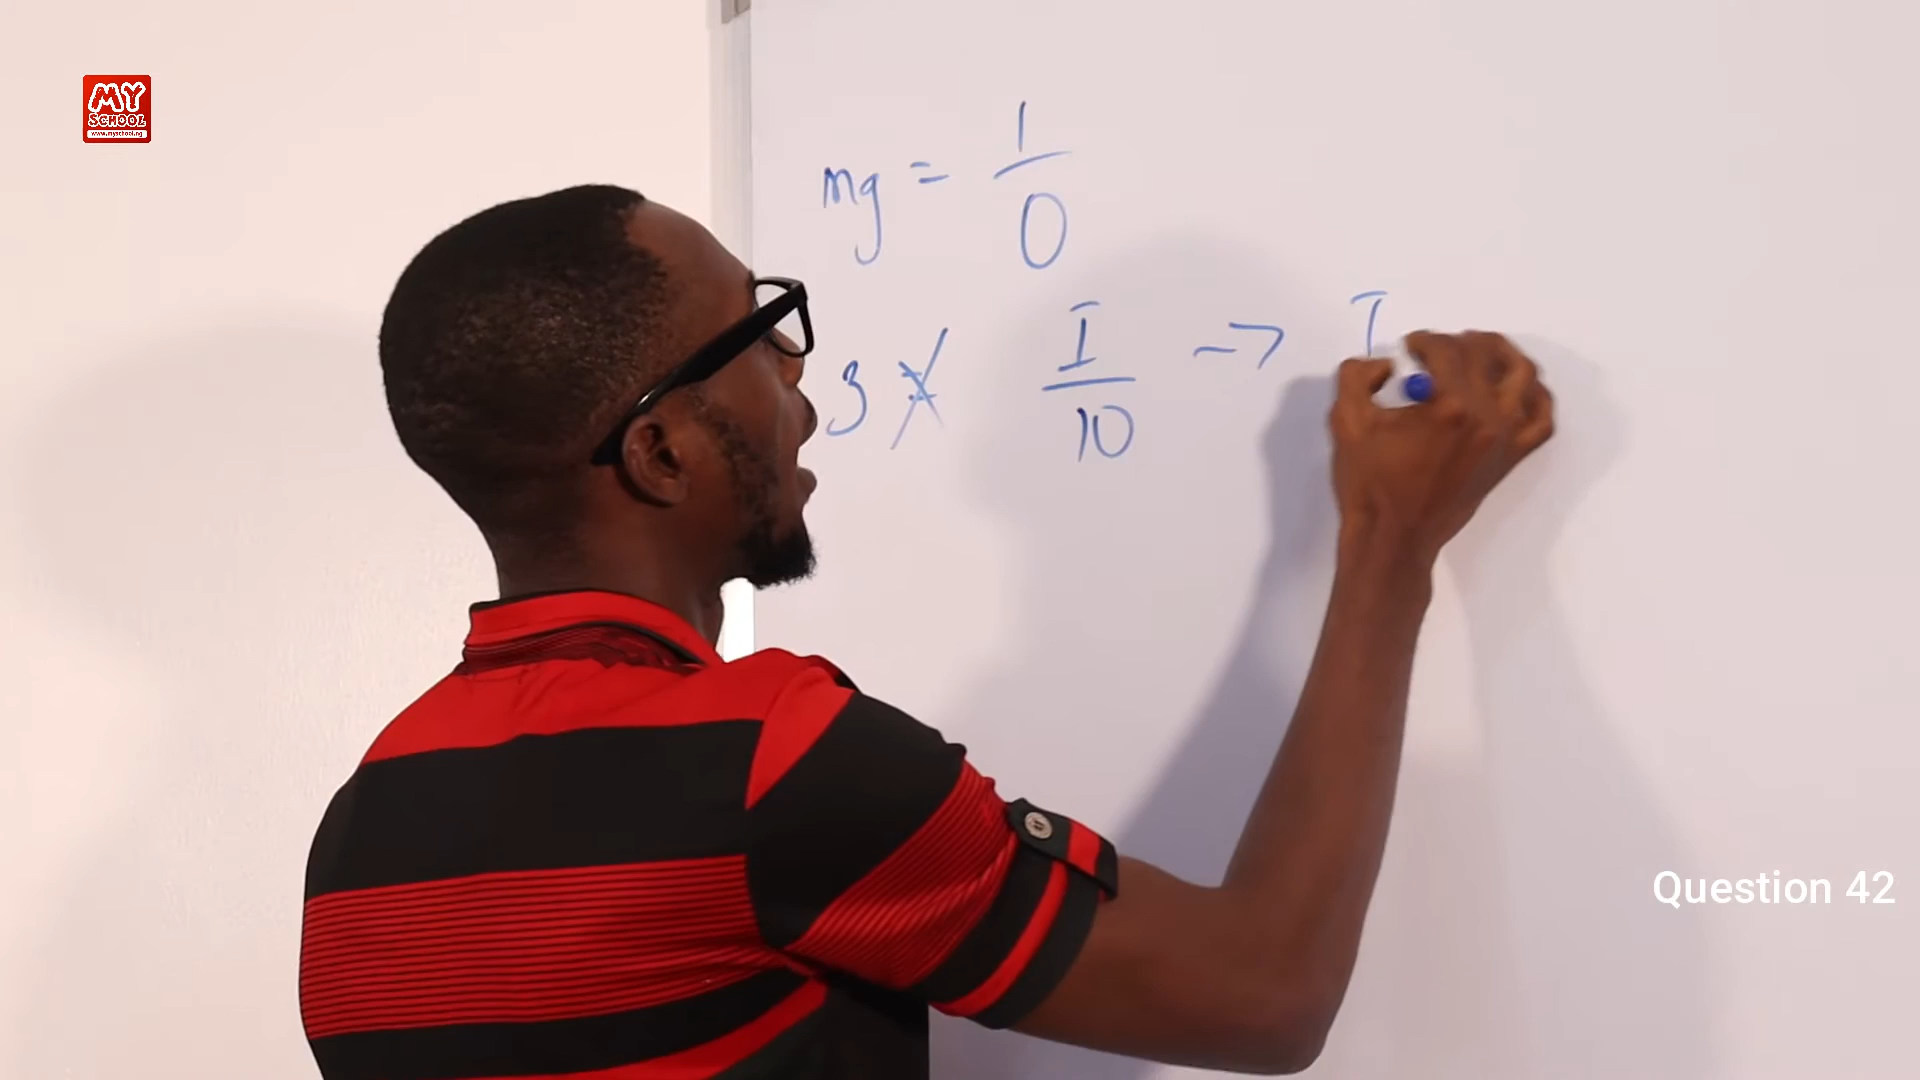 MY
SCHOOL
www.myschool.ng
mg = 1/0
3 x I/10 -> I
Question 42